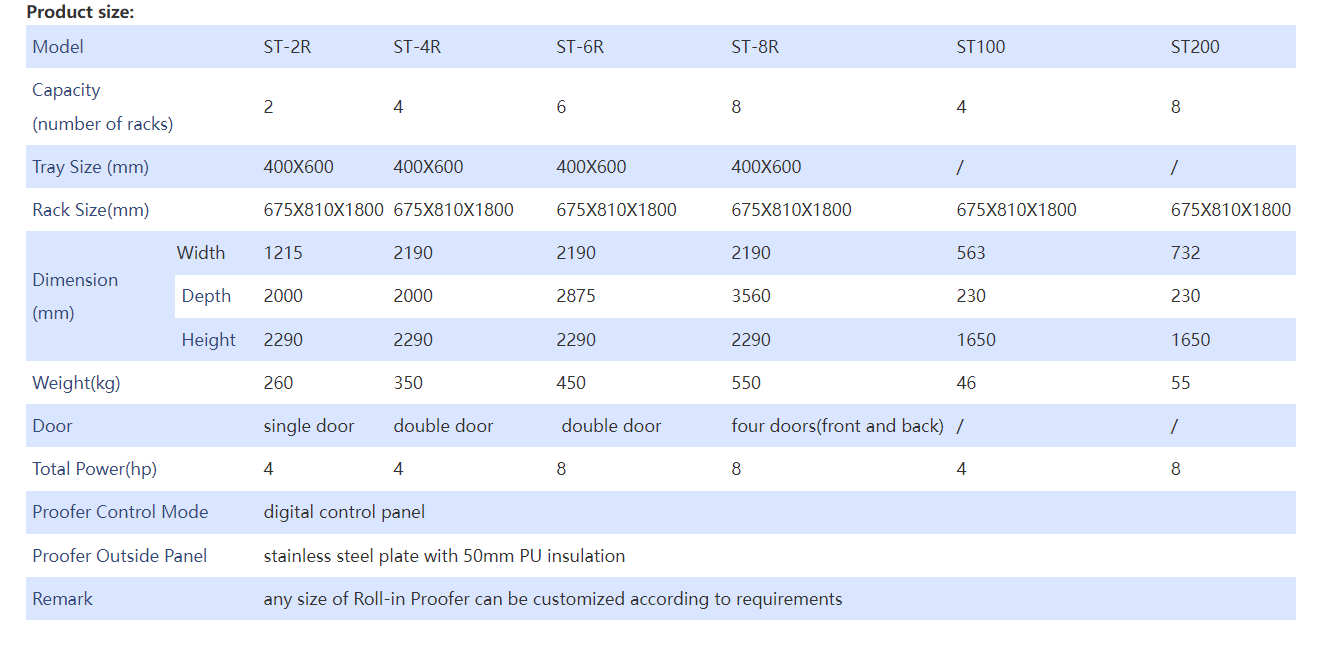 Product size:
Model ST-2R ST-4R ST-6R ST-8R ST100 ST200
Capacity
(number of racks) 2 4 6 8 4 8
Tray Size (mm) 400X600 400X600 400X600 400X600 / /
Rack Size(mm) 675X810X1800 675X810X1800 675X810X1800 675X810X1800 675X810X1800 675X810X1800
Dimension
(mm)
Width 1215 2190 2190 2190 563 732
Depth 2000 2000 2875 3560 230 230
Height 2290 2290 2290 2290 1650 1650
Weight(kg) 260 350 450 550 46 55
Door single door double door double door four doors(front and back) / /
Total Power(hp) 4 4 8 8 4 8
Proofer Control Mode digital control panel
Proofer Outside Panel stainless steel plate with 50mm PU insulation
Remark any size of Roll-in Proofer can be customized according to requirements